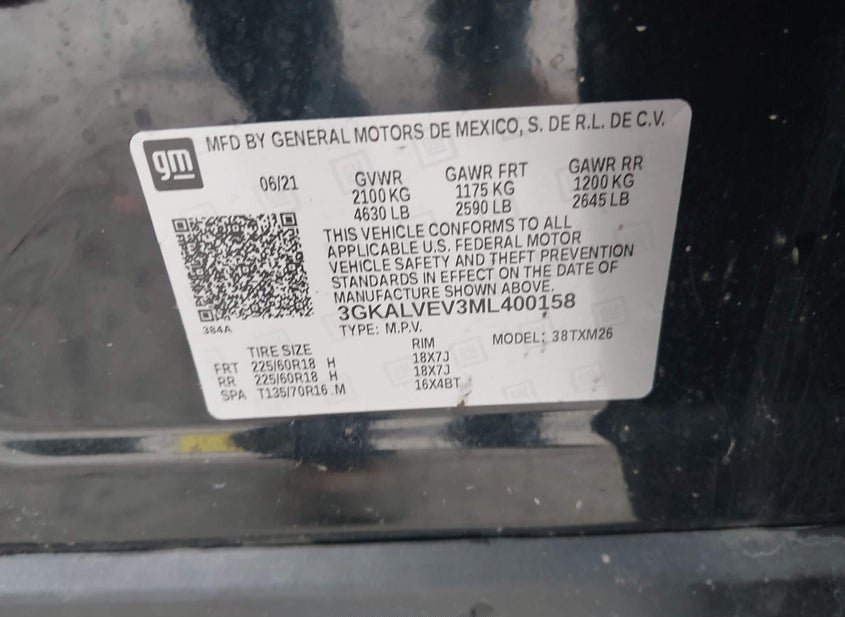 gm
MFD BY GENERAL MOTORS DE MEXICO, S. DE R.L. DE C.V.
06/21
GVWR GAWR FRT GAWR RR
2100 KG 1175 KG 1200 KG
4630 LB 2590 LB 2645 LB
THIS VEHICLE CONFORMS TO ALL
APPLICABLE U.S. FEDERAL MOTOR
VEHICLE SAFETY AND THEFT PREVENTION
STANDARDS IN EFFECT ON THE DATE OF
MANUFACTURE SHOWN ABOVE.
3GKALVEV3ML400158
384A
TYPE: M.P.V. MODEL: 38TXM26
TIRE SIZE RIM
FRT 225/60R18 H 18X7J
RR 225/60R18 H 18X7J
SPA T135/70R16 M 16X4BT